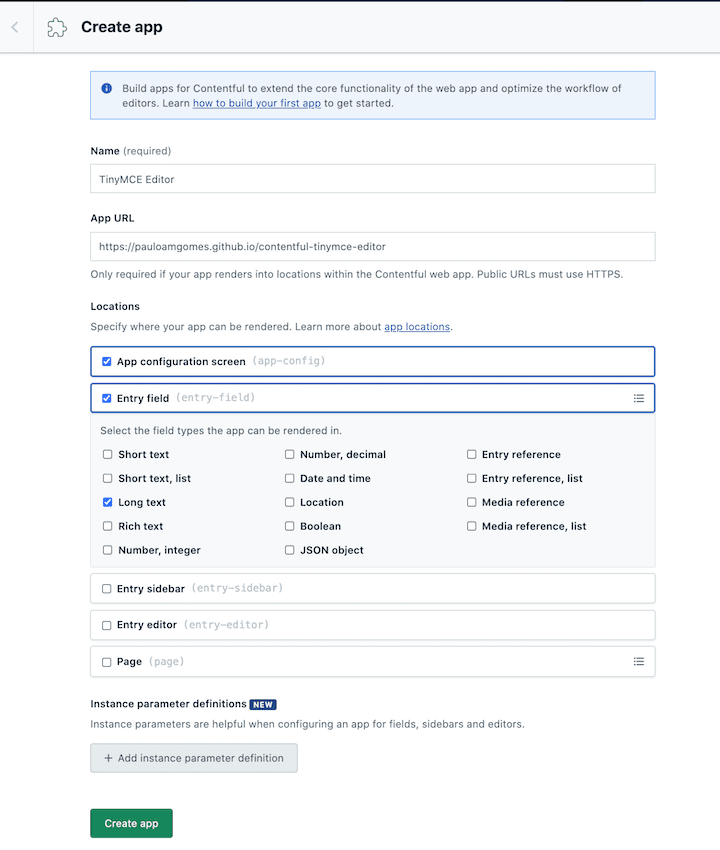 Create app
Build apps for Contentful to extend the core functionality of the web app and optimize the workflow of
editors. Learn how to build your first app to get started.
Name (required)
TinyMCE Editor
App URL
https://pauloamgomes.github.io/contentful-tinymce-editor
Only required if your app renders into locations within the Contentful web app. Public URLs must use HTTPS.
Locations
Specify where your app can be rendered. Learn more about app locations.
App configuration screen (app-config)
Entry field (entry-field)
Select the field types the app can be rendered in.
Short text Number, decimal Entry reference
Short text, list Date and time Entry reference, list
Long text Location Media reference
Rich text Boolean Media reference, list
Number, integer JSON object
Entry sidebar (entry-sidebar)
Entry editor (entry-editor)
Page (page)
Instance parameter definitions NEW
Instance parameters are helpful when configuring an app for fields, sidebars and editors.
+ Add instance parameter definition
Create app